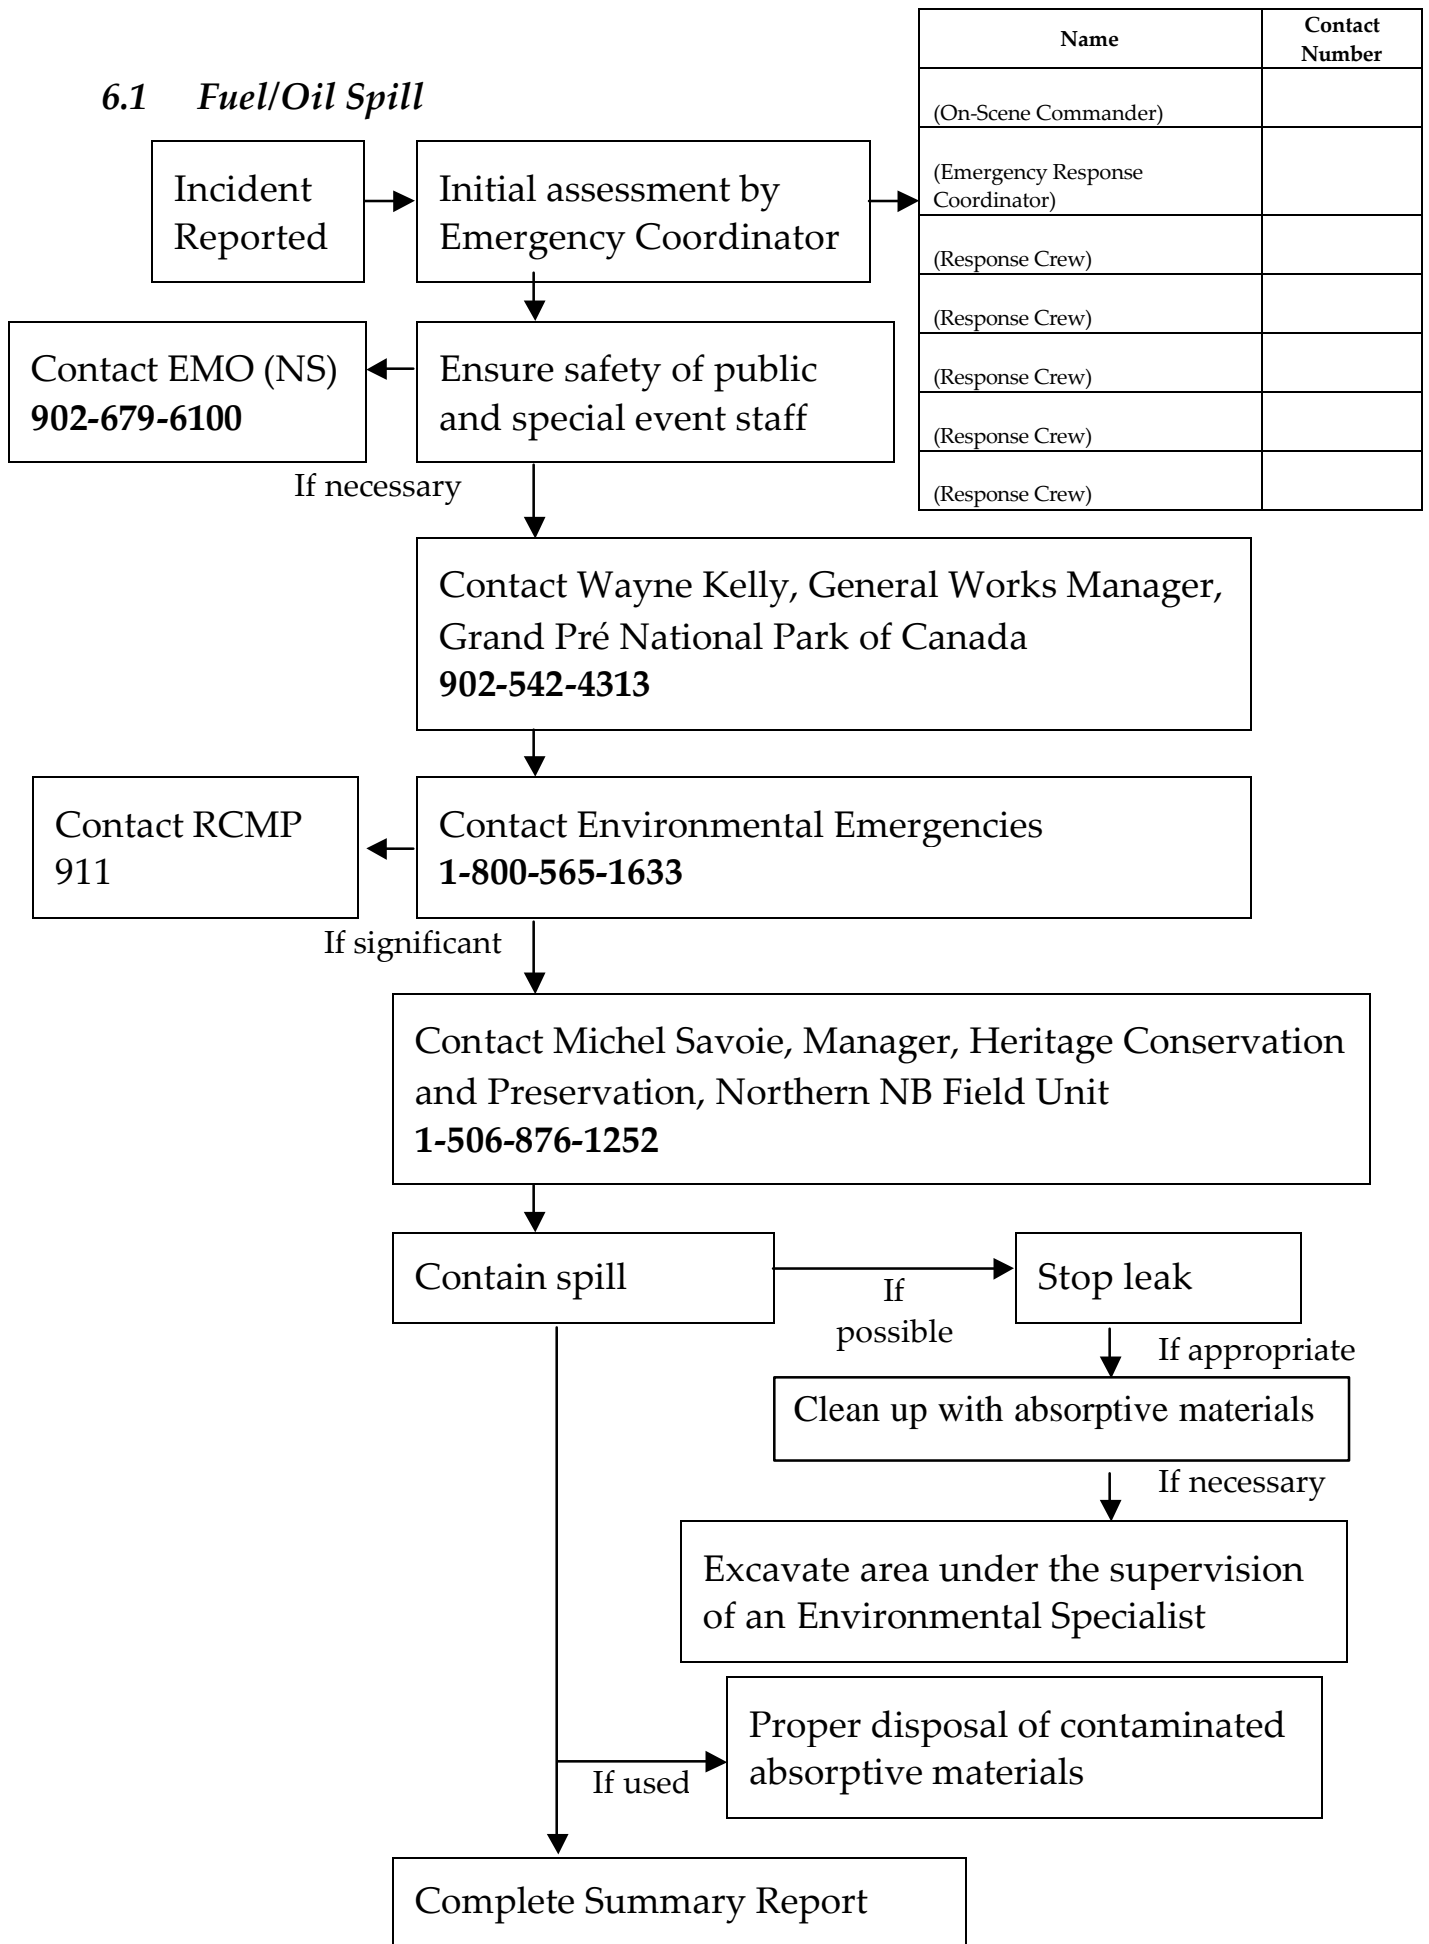 Name
Contact
Number
6.1 Fuel/Oil Spill
(On-Scene Commander)
Incident
Reported
Initial assessment by
Emergency Coordinator
(Emergency Response
Coordinator)
(Response Crew)
(Response Crew)
(Response Crew)
(Response Crew)
(Response Crew)
Contact EMO (NS)
902-679-6100
Ensure safety of public
and special event staff
If necessary
Contact Wayne Kelly, General Works Manager,
Grand Pré National Park of Canada
902-542-4313
Contact RCMP
911
Contact Environmental Emergencies
1-800-565-1633
If significant
Contact Michel Savoie, Manager, Heritage Conservation
and Preservation, Northern NB Field Unit
1-506-876-1252
Contain spill
If
possible
Stop leak
If appropriate
Clean up with absorptive materials
If necessary
Excavate area under the supervision
of an Environmental Specialist
Proper disposal of contaminated
absorptive materials
If used
Complete Summary Report